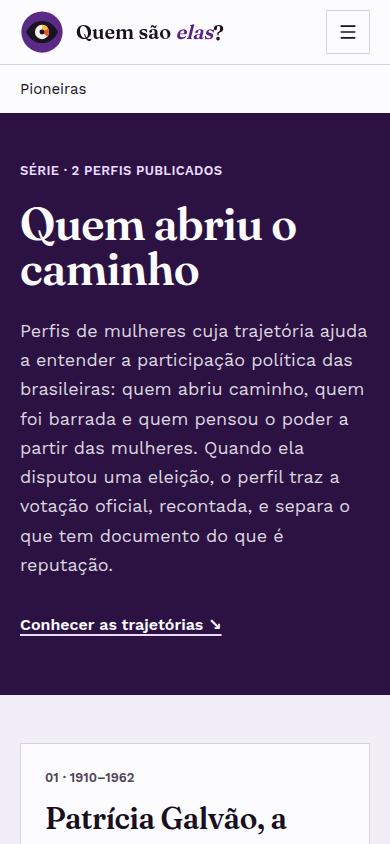 Quem são elas?
Pioneiras
SÉRIE · 2 PERFIS PUBLICADOS
Quem abriu o
caminho
Perfis de mulheres cuja trajetória ajuda
a entender a participação política das
brasileiras: quem abriu caminho, quem
foi barrada e quem pensou o poder a
partir das mulheres. Quando ela
disputou uma eleição, o perfil traz a
votação oficial, recontada, e separa o
que tem documento do que é
reputação.
Conhecer as trajetórias ↘
01 · 1910–1962
Patrícia Galvão, a